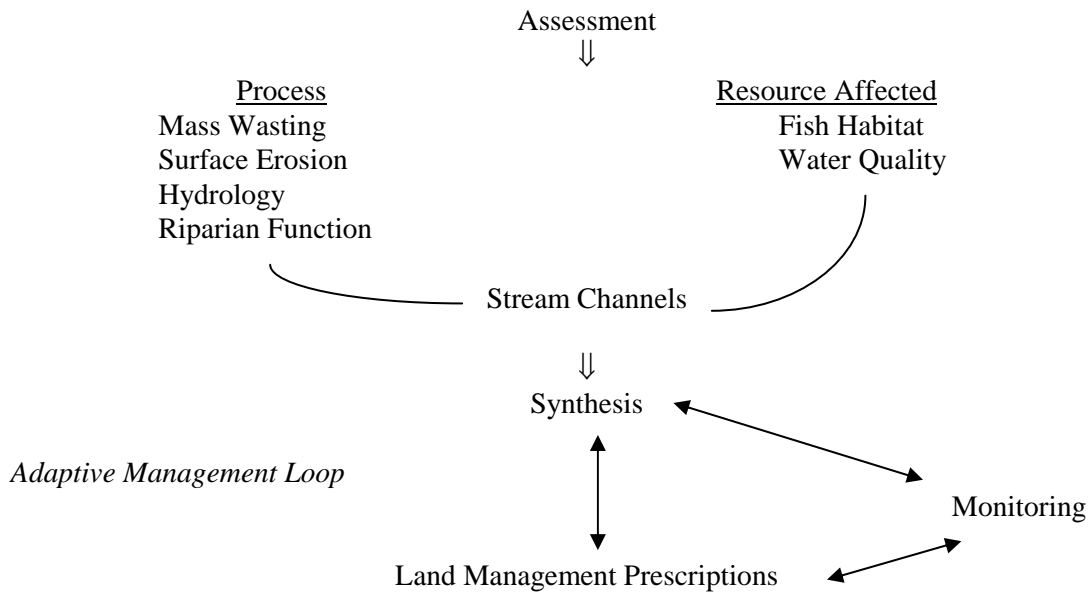 Assessment
⇓
Process
Mass Wasting
Surface Erosion
Hydrology
Riparian Function
Resource Affected
Fish Habitat
Water Quality
Stream Channels
⇓
Synthesis
Adaptive Management Loop
Monitoring
Land Management Prescriptions